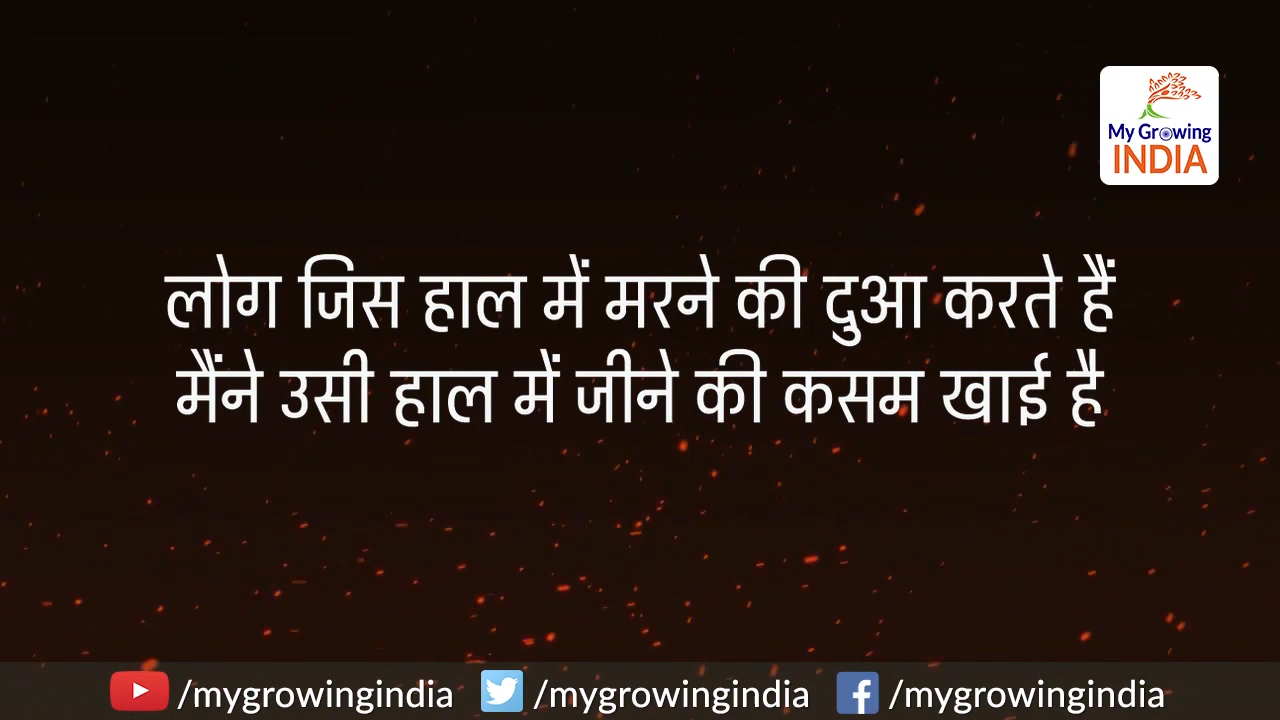 My Growing
INDIA
लोग जिस हाल में मरने की दुआ करते हैं
मैंने उसी हाल में जीने की कसम खाई है
/mygrowingindia /mygrowingindia /mygrowingindia